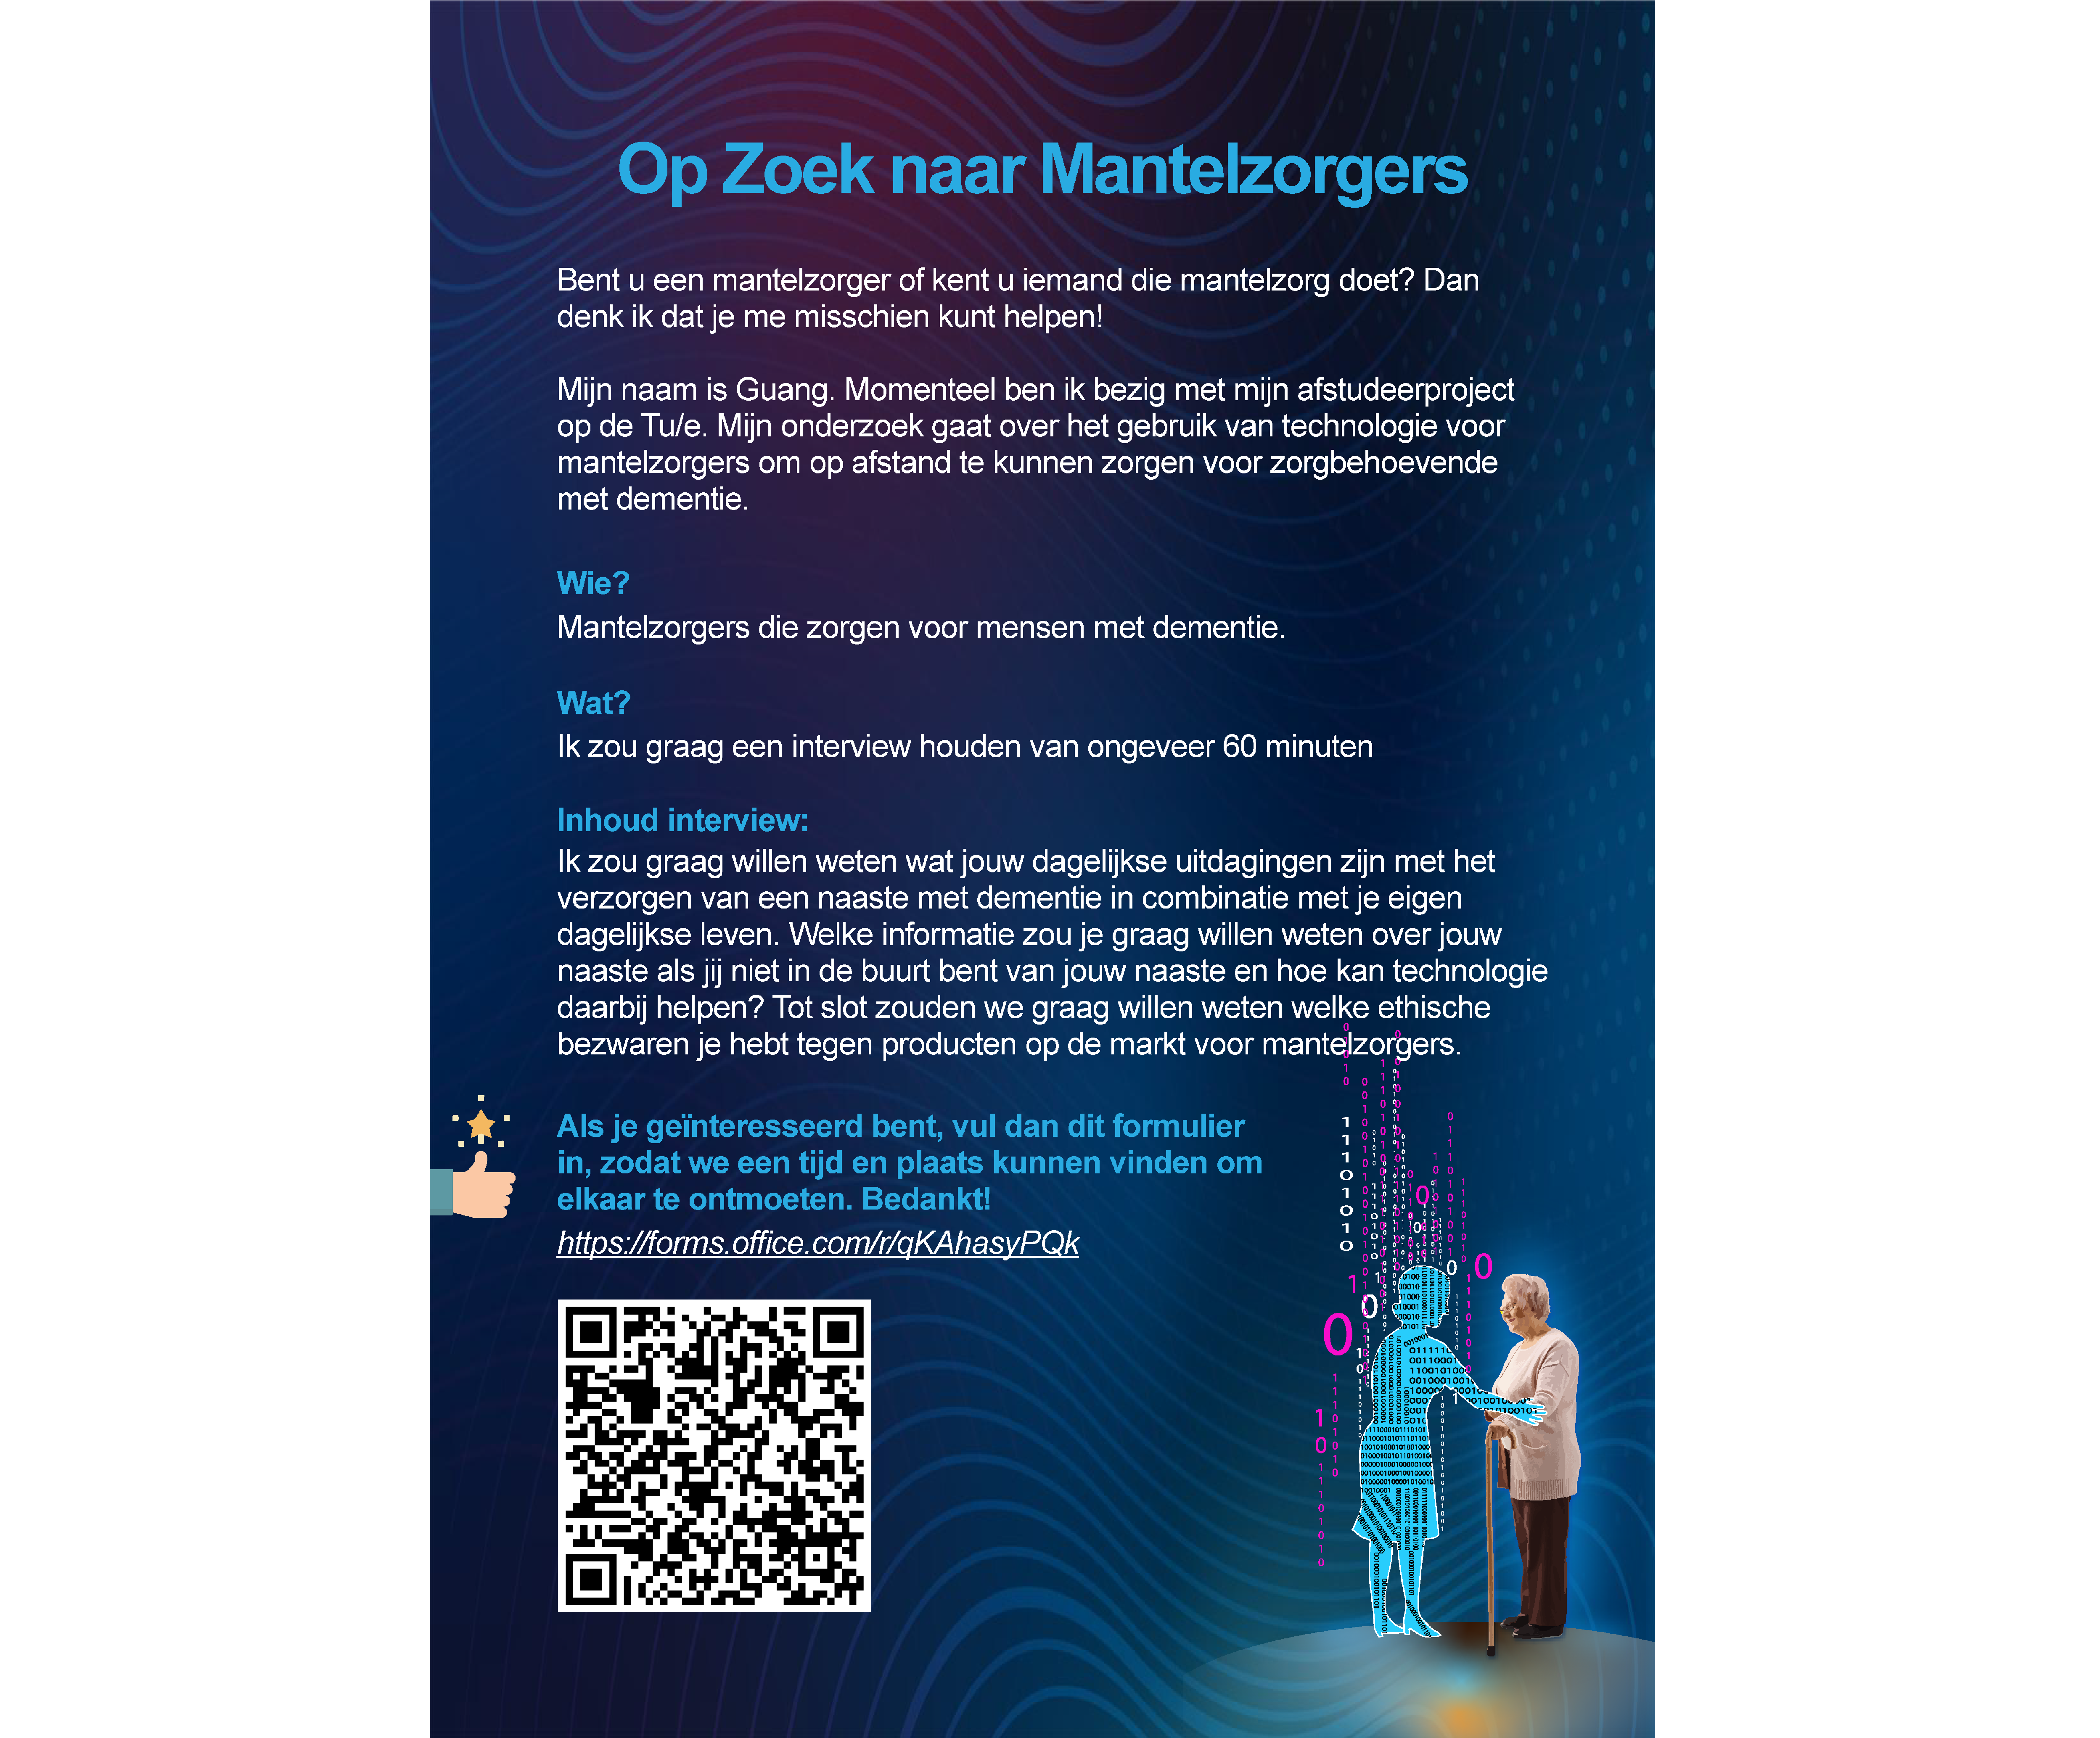 Op Zoek naar Mantelzorgers
Bent u een mantelzorger of kent u iemand die mantelzorg doet? Dan
denk ik dat je me misschien kunt helpen!
Mijn naam is Guang. Momenteel ben ik bezig met mijn afstudeerproject
op de Tu/e. Mijn onderzoek gaat over het gebruik van technologie voor
mantelzorgers om op afstand te kunnen zorgen voor zorgbehoevende
met dementie.
Wie?
Mantelzorgers die zorgen voor mensen met dementie.
Wat?
Ik zou graag een interview houden van ongeveer 60 minuten
Inhoud interview:
Ik zou graag willen weten wat jouw dagelijkse uitdagingen zijn met het
verzorgen van een naaste met dementie in combinatie met je eigen
dagelijkse leven. Welke informatie zou je graag willen weten over jouw
naaste als jij niet in de buurt bent van jouw naaste en hoe kan technologie
daarbij helpen? Tot slot zouden we graag willen weten welke ethische
bezwaren je hebt tegen producten op de markt voor mantelzorgers.
Als je geïnteresseerd bent, vul dan dit formulier
in, zodat we een tijd en plaats kunnen vinden om
elkaar te ontmoeten. Bedankt!
https://forms.office.com/r/qKAhasyPQk